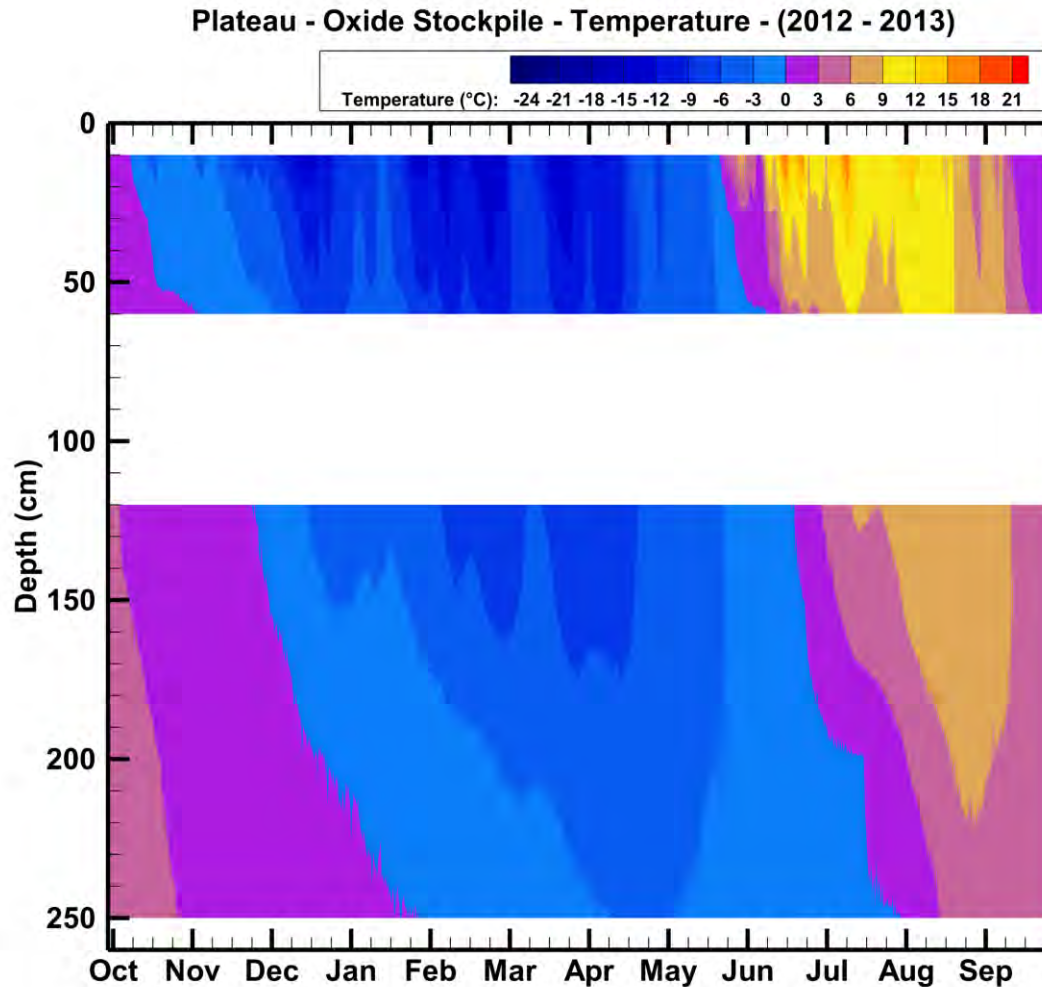 Plateau - Oxide Stockpile - Temperature - (2012 - 2013)
Temperature (°C): -24 -21 -18 -15 -12 -9 -6 -3 0 3 6 9 12 15 18 21
0
50
100
150
200
250
Depth (cm)
Oct Nov Dec Jan Feb Mar Apr May Jun Jul Aug Sep